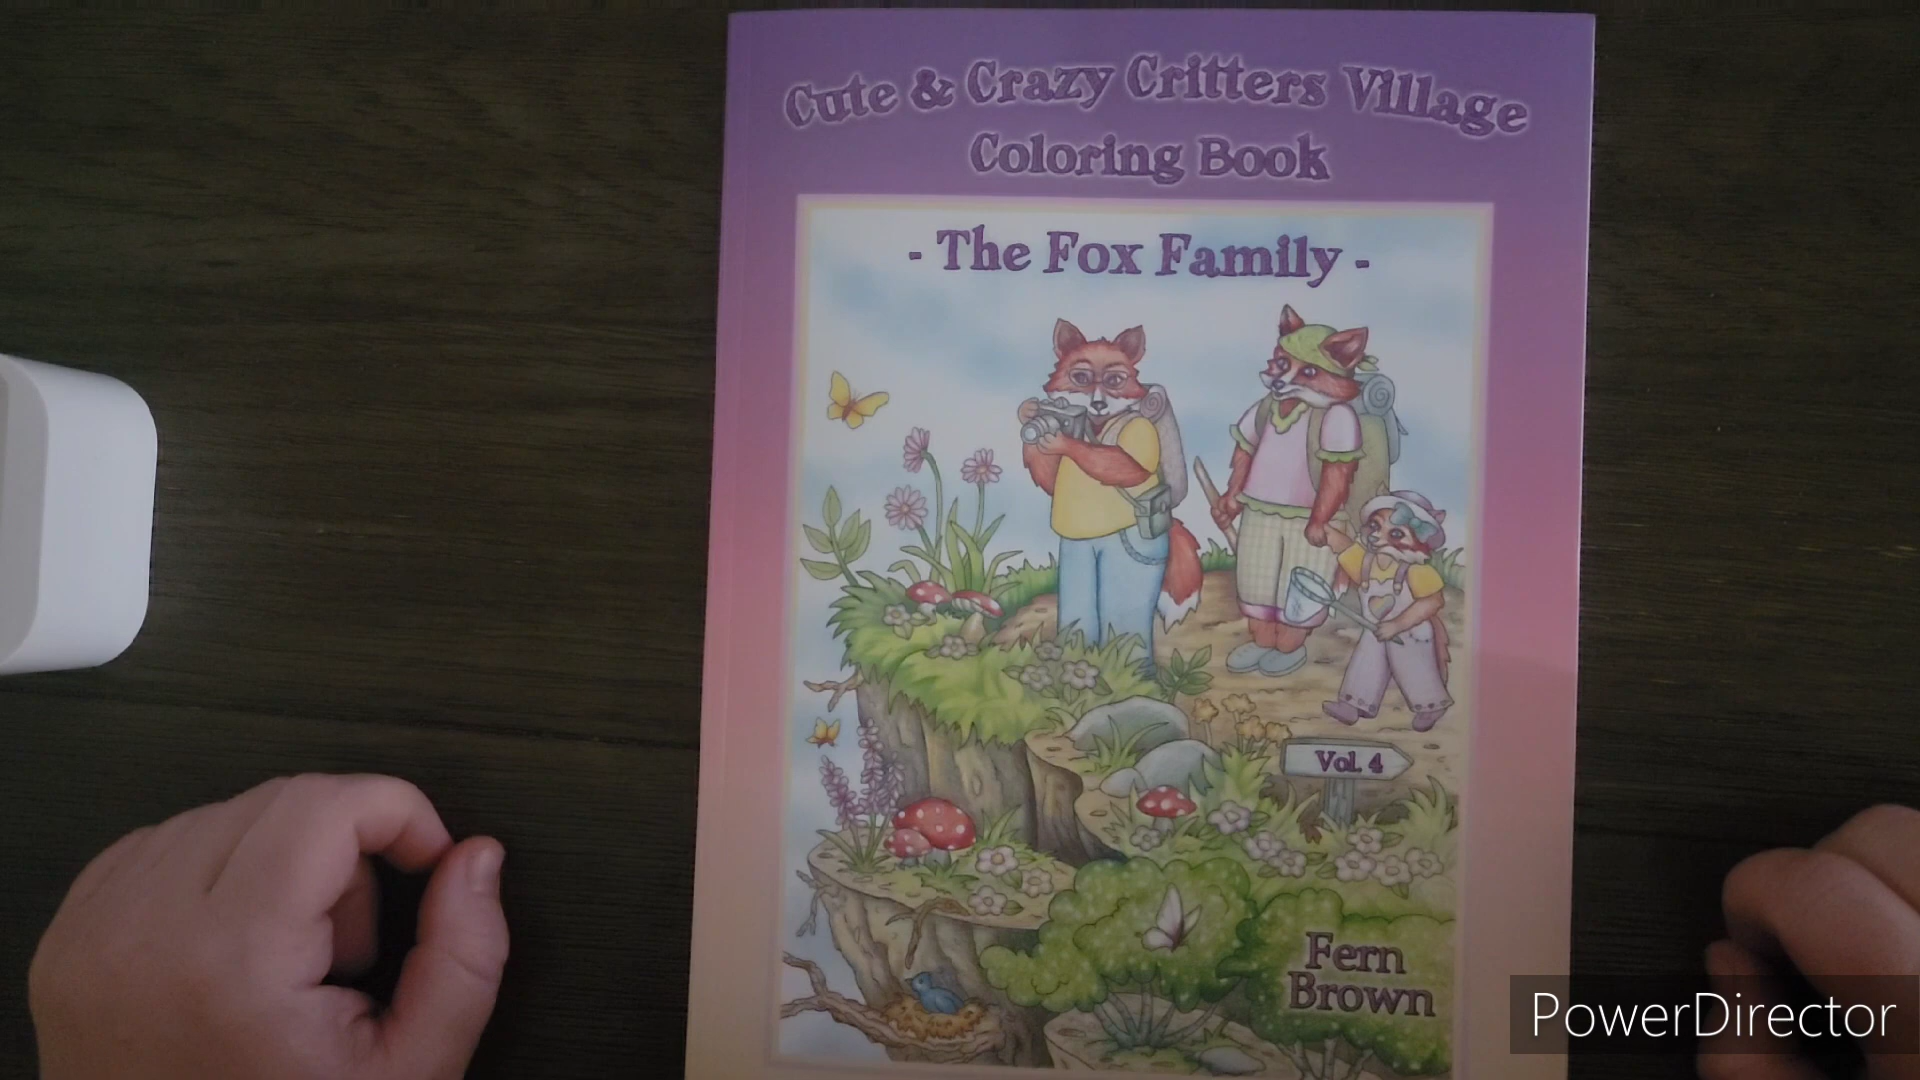 Cute & Crazy Critters Village
Coloring Book
- The Fox Family -
Vol. 4
Fern
Brown
PowerDirector